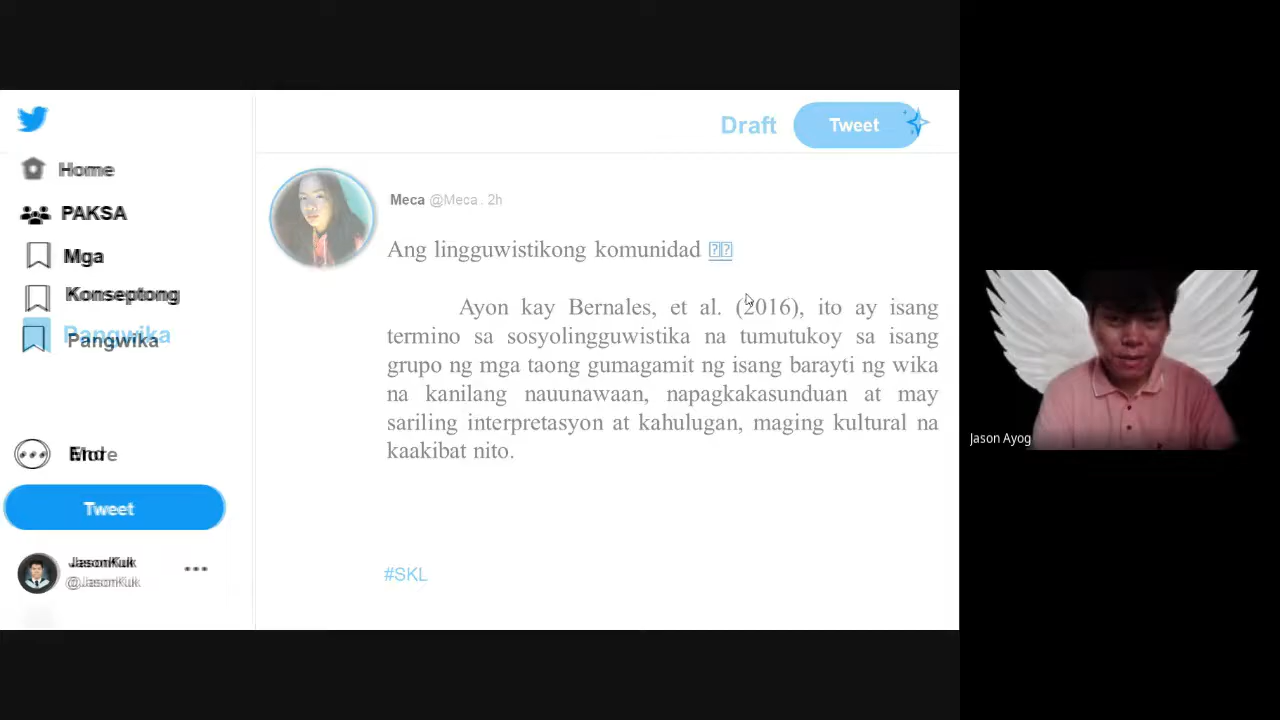 Draft
Tweet
Home
PAKSA
Mga
Konseptong
Pangwika
Tweet
JasonKuk
@JasonKuk
Meca @Meca . 2h
Ang lingguwistikong komunidad
Ayon kay Bernales, et al. (2016), ito ay isang
termino sa sosyolingguwistika na tumutukoy sa isang
grupo ng mga taong gumagamit ng isang barayti ng wika
na kanilang nauunawaan, napagkakasunduan at may
sariling interpretasyon at kahulugan, maging kultural na
kaakibat nito.
#SKL
Jason Ayog